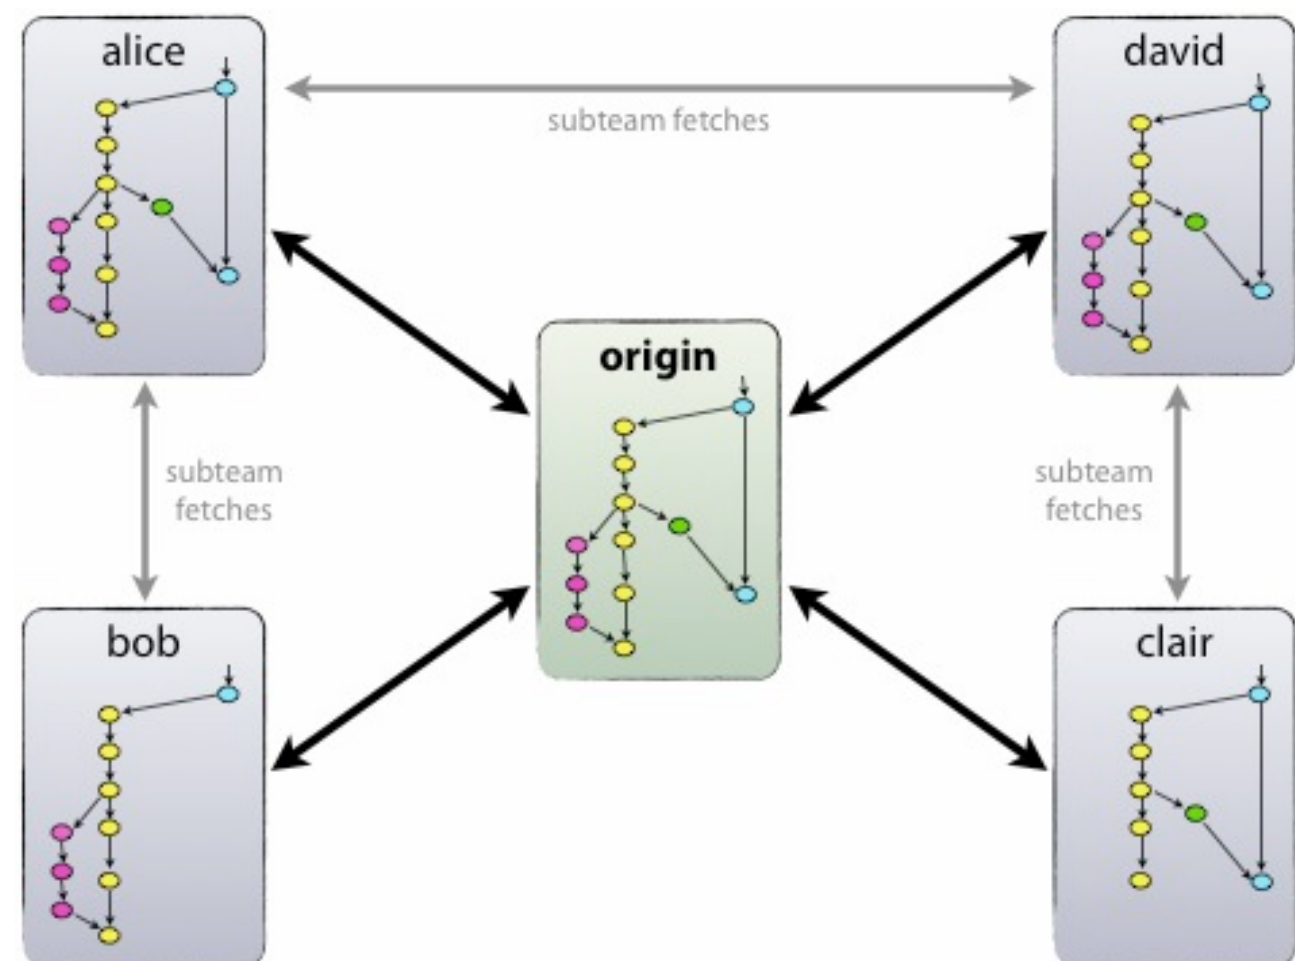 alice
david
subteam fetches
origin
subteam
fetches
subteam
fetches
bob
clair